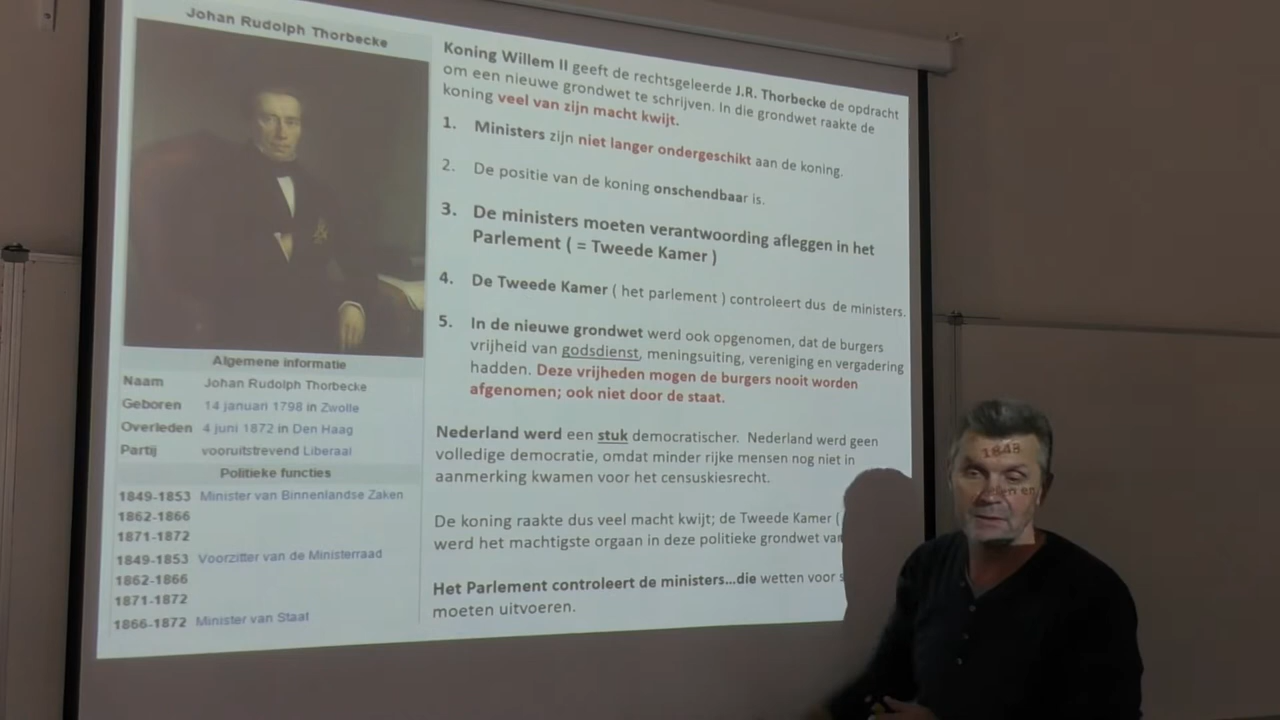 Johan Rudolph Thorbecke
Algemene informatie
Naam Johan Rudolph Thorbecke
Geboren 14 januari 1798 in Zwolle
Overleden 4 juni 1872 in Den Haag
Partij vooruitstrevend Liberaal
Politieke functies
1849-1853 Minister van Binnenlandse Zaken
1862-1866
1871-1872
1849-1853 Voorzitter van de Ministerraad
1862-1866
1871-1872
1866-1872 Minister van Staat
Koning Willem II geeft de rechtsgeleerde J.R. Thorbecke de opdracht
om een nieuwe grondwet te schrijven. In die grondwet raakte de
koning veel van zijn macht kwijt.
1. Ministers zijn niet langer ondergeschikt aan de koning.
2. De positie van de koning onschendbaar is.
3. De ministers moeten verantwoording afleggen in het
Parlement ( = Tweede Kamer )
4. De Tweede Kamer ( het parlement ) controleert dus de ministers.
5. In de nieuwe grondwet werd ook opgenomen, dat de burgers
vrijheid van godsdienst, meningsuiting, vereniging en vergadering
hadden. Deze vrijheden mogen de burgers nooit worden
afgenomen; ook niet door de staat.
Nederland werd een stuk democratischer. Nederland werd geen
volledige democratie, omdat minder rijke mensen nog niet in
aanmerking kwamen voor het censuskiesrecht.
De koning raakte dus veel macht kwijt; de Tweede Kamer (
1848
werd het machtigste orgaan in deze politieke grondwet van
Het Parlement controleert de ministers...die wetten voor
moeten uitvoeren.